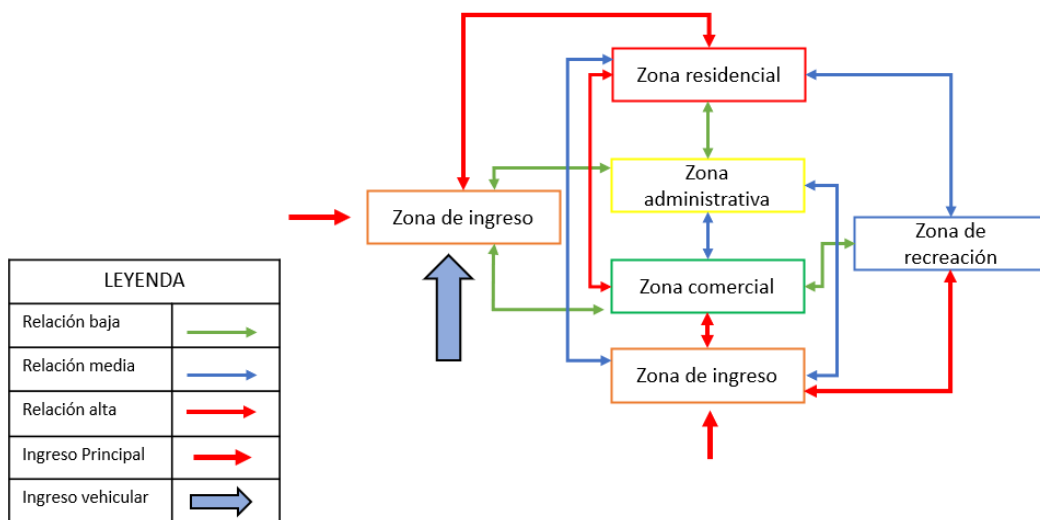 Zona residencial
Zona
administrativa
Zona de ingreso
Zona de
recreación
Zona comercial
Zona de ingreso
LEYENDA
Relación baja
Relación media
Relación alta
Ingreso Principal
Ingreso vehicular